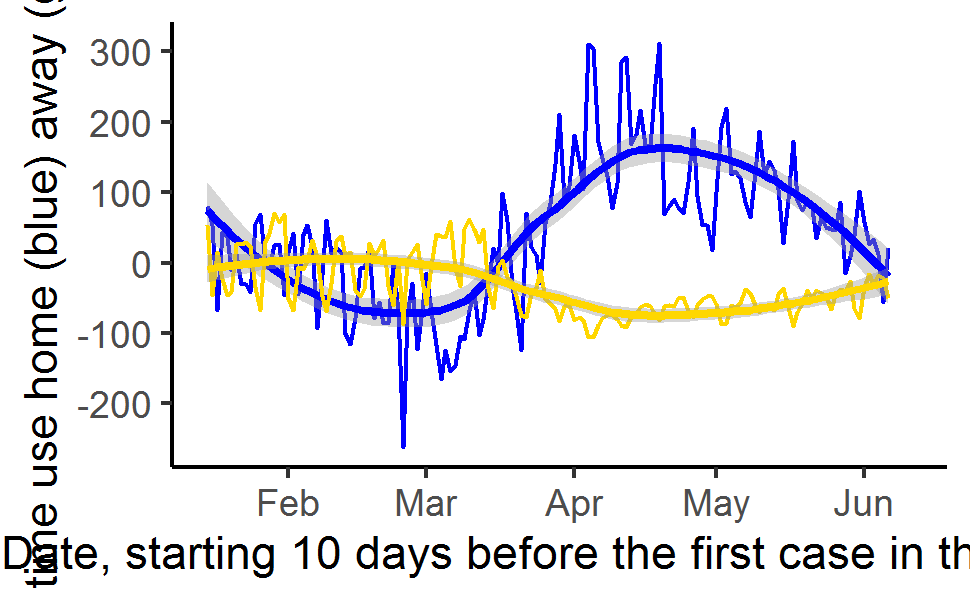 time use home (blue) away (
300
200
100
0
-100
-200
Feb Mar Apr May Jun
Date, starting 10 days before the first case in th